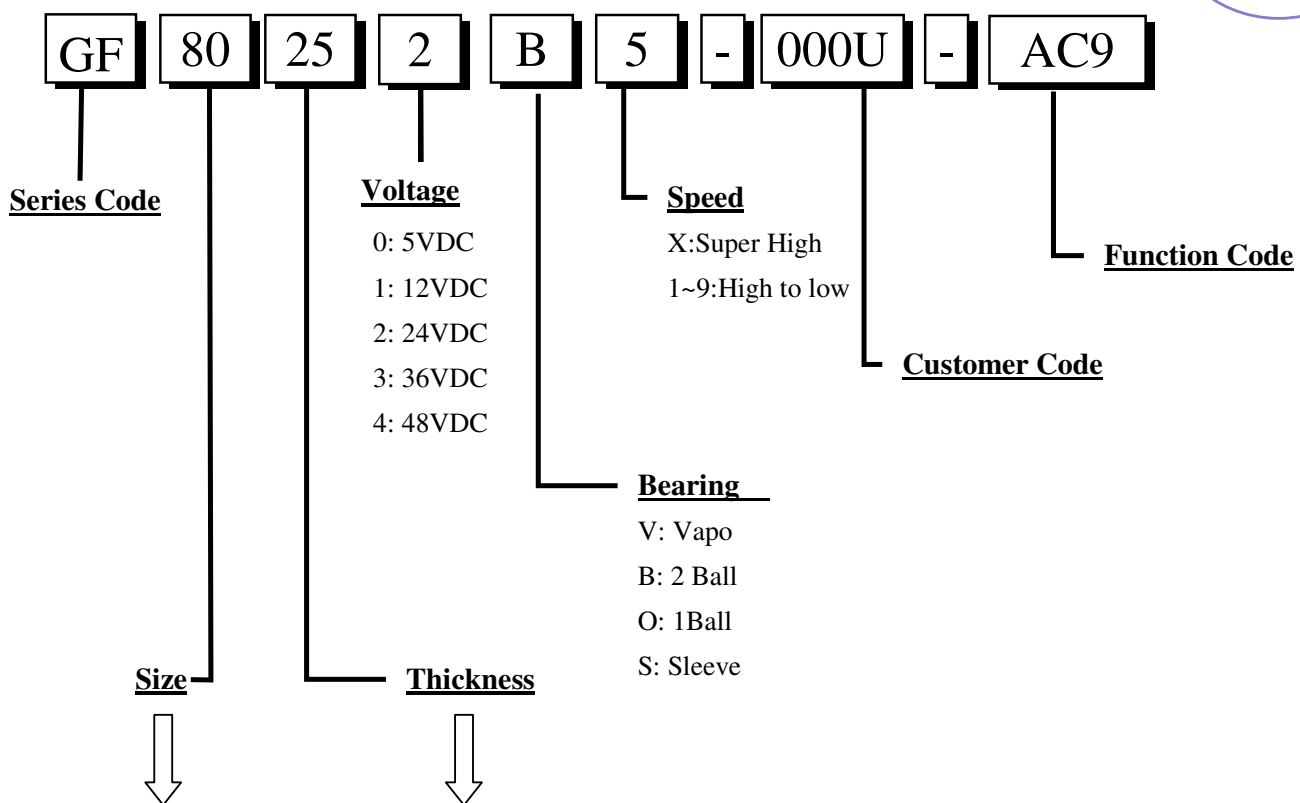 GF 80 25 2 B 5 - 000U - AC9
Series Code
Voltage
0: 5VDC
1: 12VDC
2: 24VDC
3: 36VDC
4: 48VDC
Speed
X:Super High
1~9:High to low
Function Code
Customer Code
Bearing
V: Vapo
B: 2 Ball
O: 1Ball
S: Sleeve
Size
Thickness